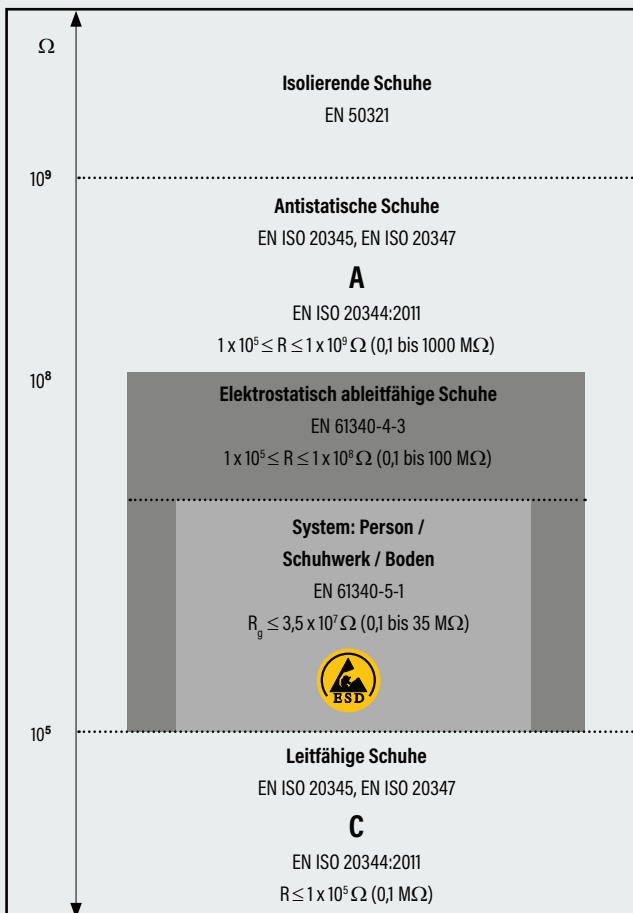 Ω
Isolierende Schuhe
EN 50321
10⁹
Antistatische Schuhe
EN ISO 20345, EN ISO 20347
A
EN ISO 20344:2011
1 x 10⁵ ≤ R ≤ 1 x 10⁹ Ω (0,1 bis 1000 MΩ)
10⁸
Elektrostatisch ableitfähige Schuhe
EN 61340-4-3
1 x 10⁵ ≤ R ≤ 1 x 10⁸ Ω (0,1 bis 100 MΩ)
System: Person /
Schuhwerk / Boden
EN 61340-5-1
R_g ≤ 3,5 x 10⁷ Ω (0,1 bis 35 MΩ)
ESD
10⁵
Leitfähige Schuhe
EN ISO 20345, EN ISO 20347
C
EN ISO 20344:2011
R ≤ 1 x 10⁵ Ω (0,1 MΩ)